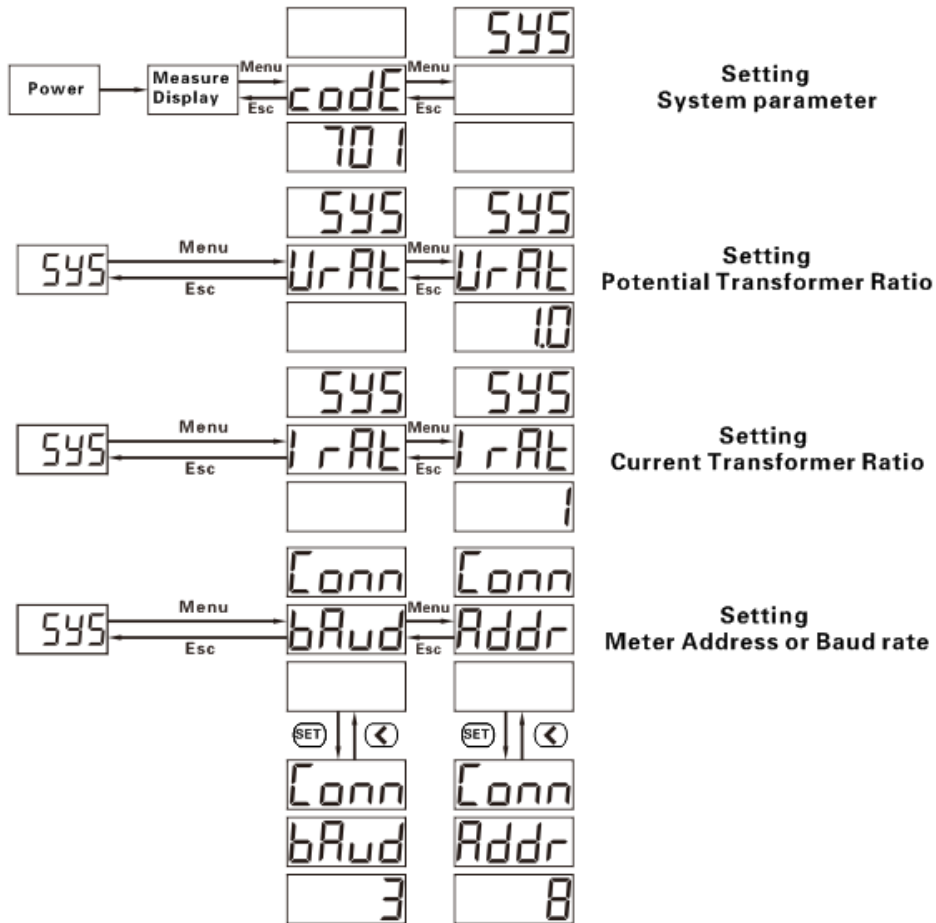 SYS
Power
Measure
Display
Menu
Esc
codE
Menu
Esc
701
Setting
System parameter
SYS
SYS
SYS
Menu
Esc
UrAt
Menu
Esc
UrAt
1.0
Setting
Potential Transformer Ratio
SYS
SYS
SYS
Menu
Esc
IrAt
Menu
Esc
IrAt
1
Setting
Current Transformer Ratio
Conn
Conn
SYS
Menu
Esc
bAud
Menu
Esc
Addr
Setting
Meter Address or Baud rate
SET
SET
Conn
Conn
bAud
Addr
3
8